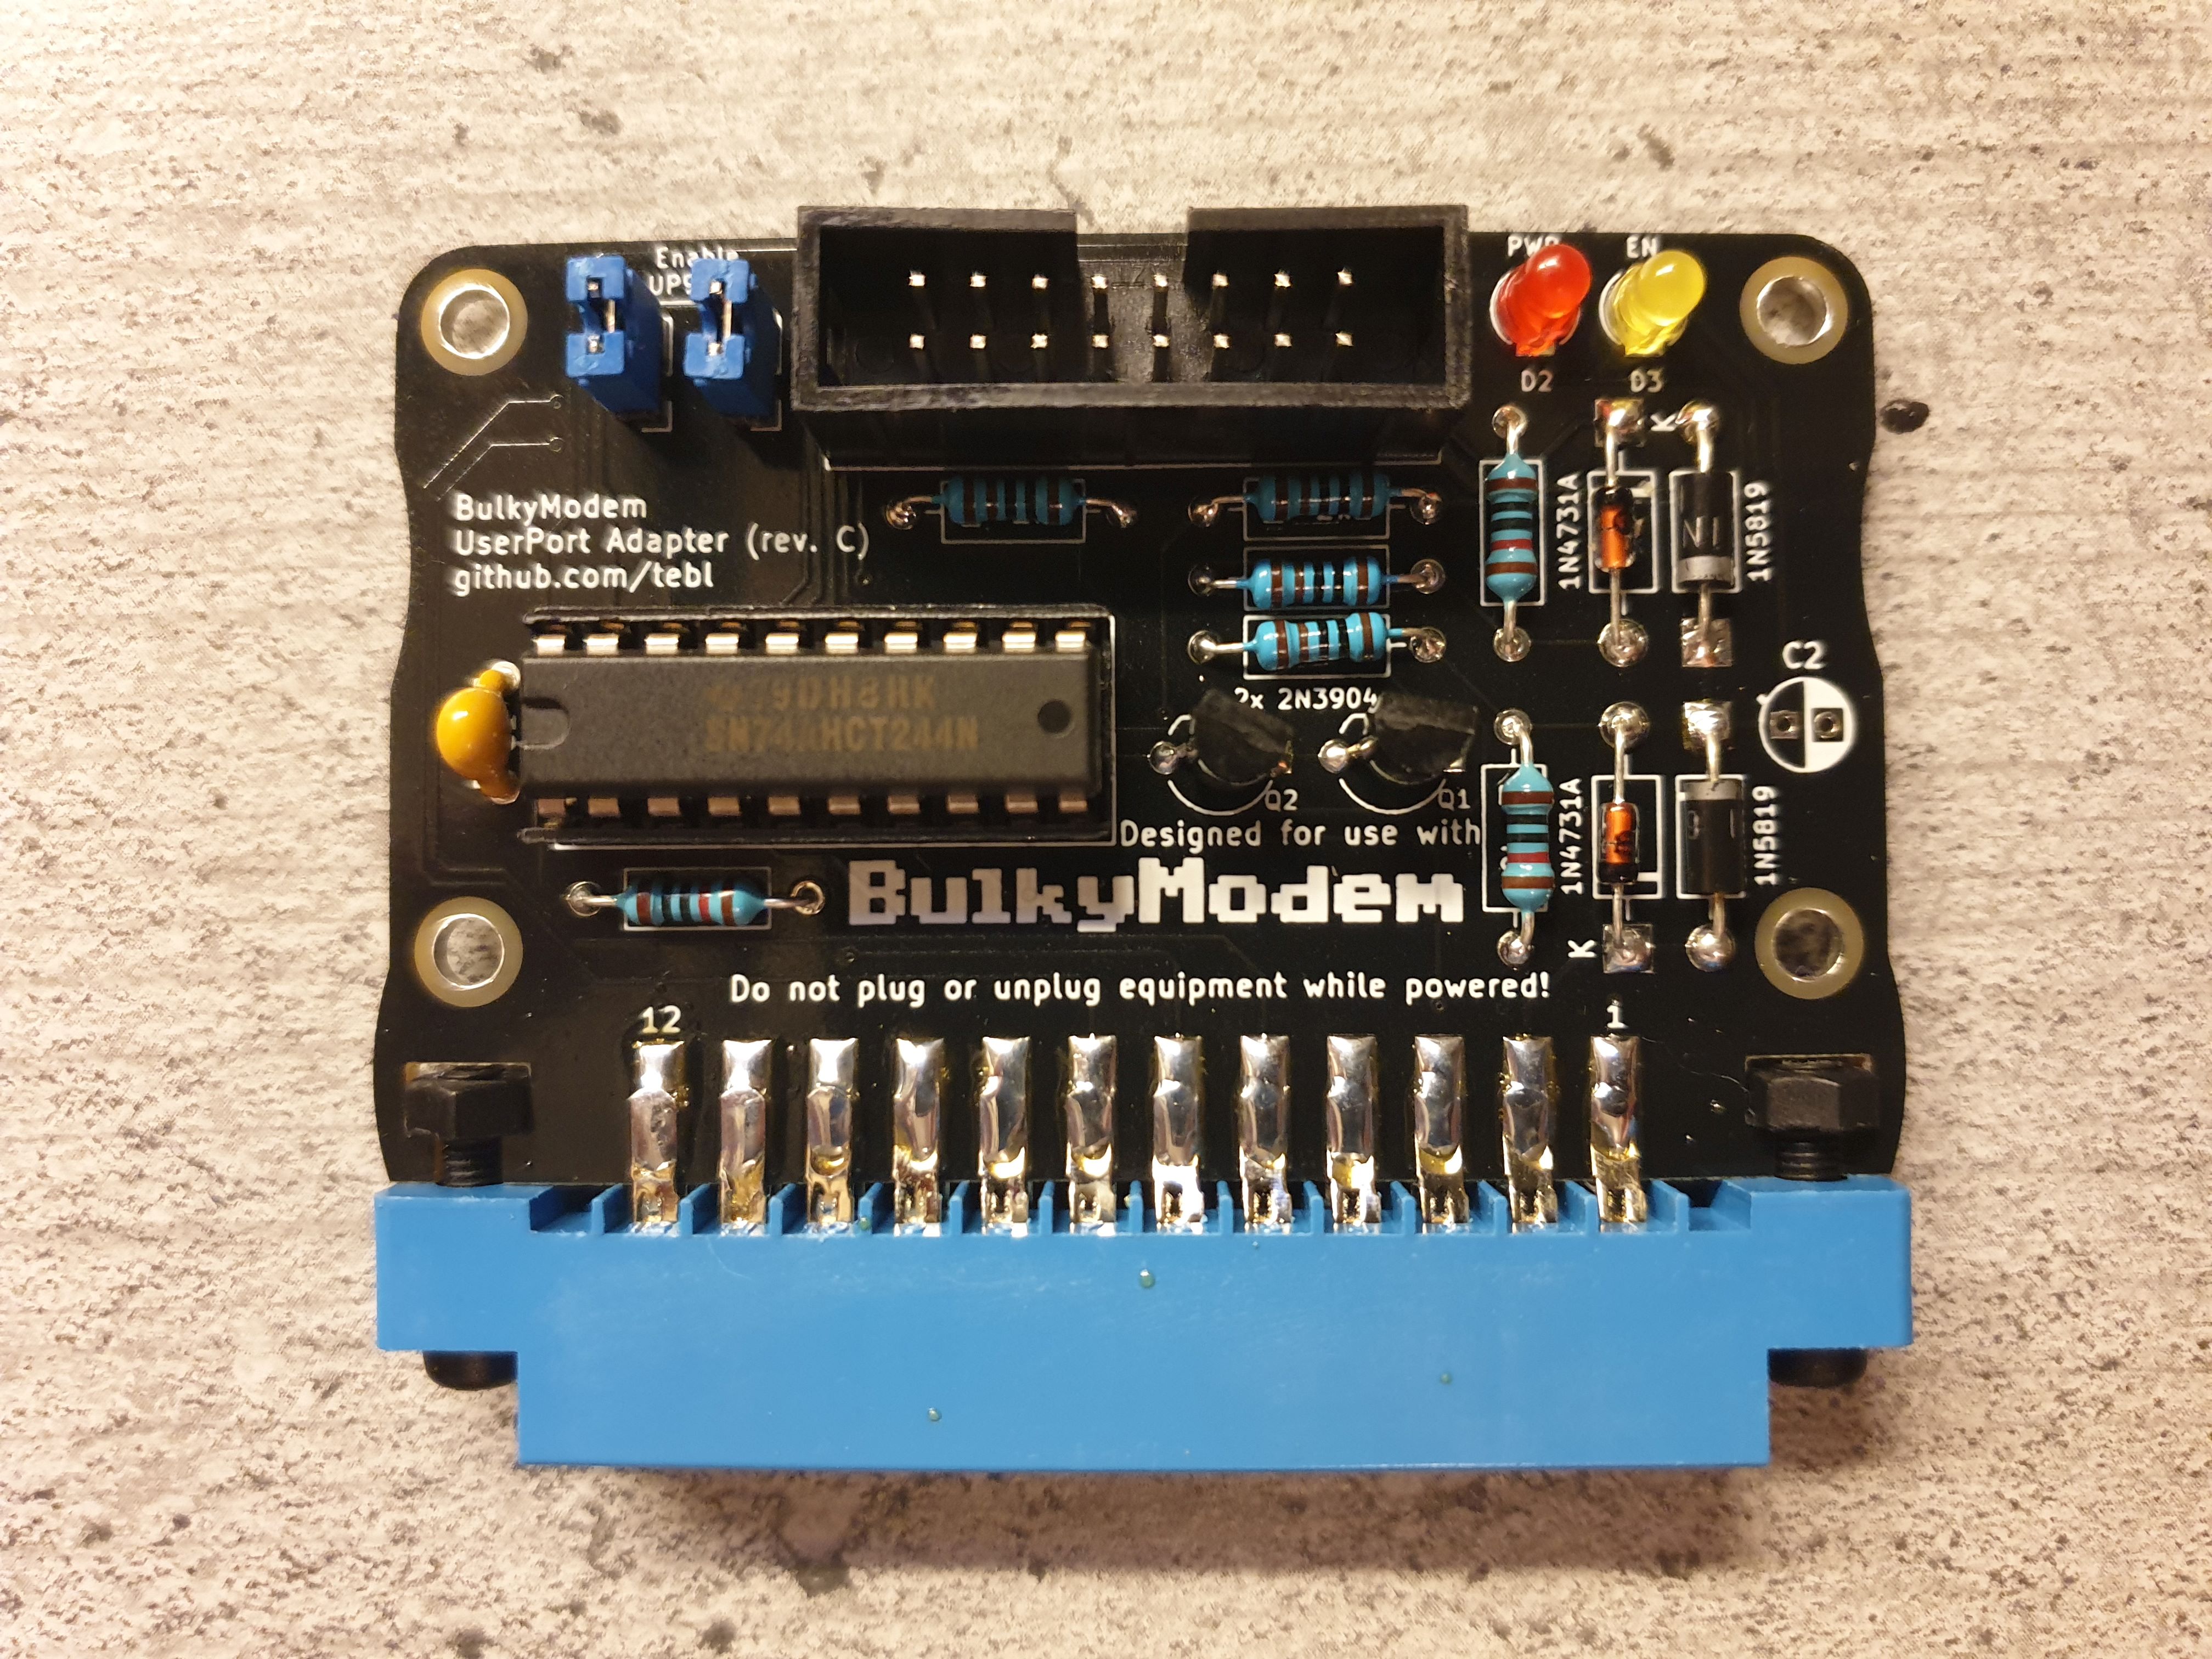 PWR
EN
Enable
D2
D3
K
BulkyModem
UserPort Adapter (rev. C)
github.com/tebl
1N4731A
1N5819
C2
9DH8RK
SN74AHCT244N
2x 2N3904
Q2
Q1
Designed for use with
BulkyModem
1N4731A
1N5819
K
Do not plug or unplug equipment while powered!
12
1